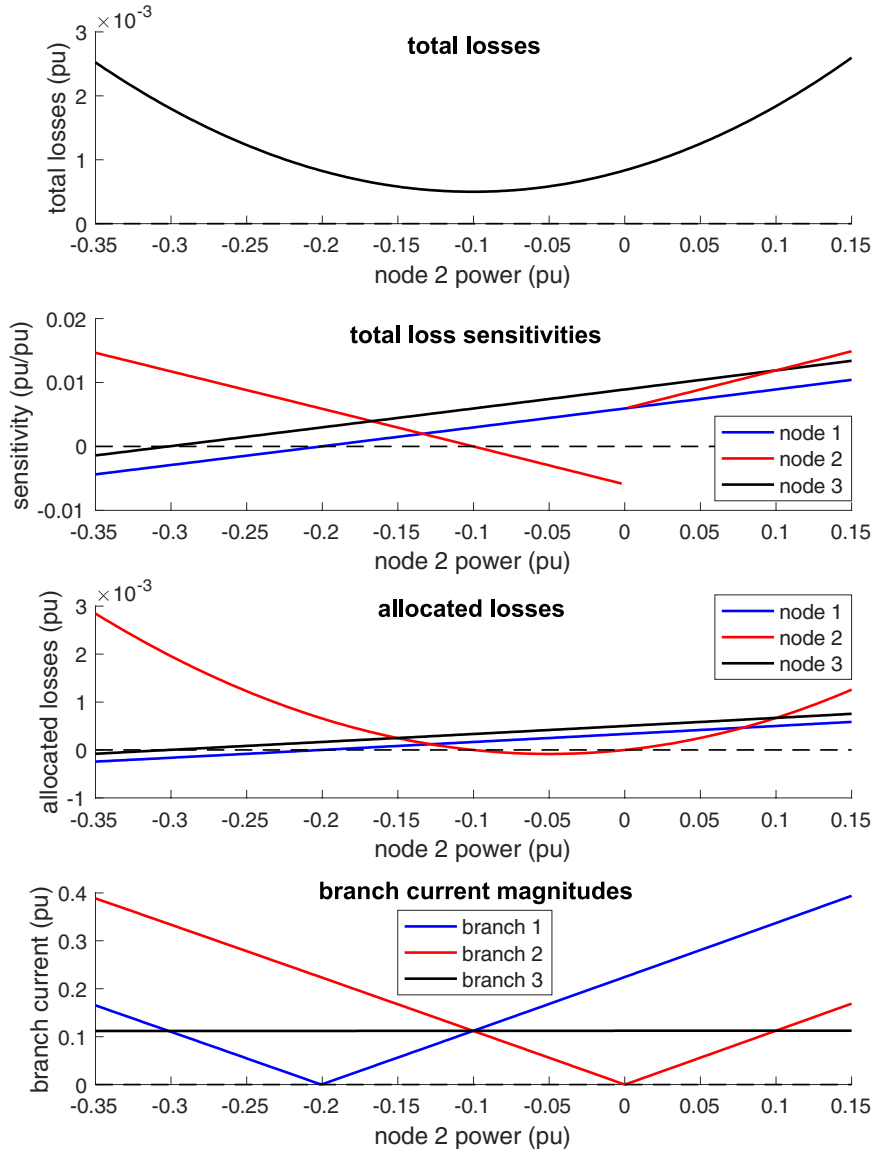 ×10⁻³
total losses
total losses (pu)
3
2
1
0
-0.35 -0.3 -0.25 -0.2 -0.15 -0.1 -0.05 0 0.05 0.1 0.15
node 2 power (pu)
total loss sensitivities
sensitivity (pu/pu)
0.02
0.01
0
-0.01
node 1
node 2
node 3
-0.35 -0.3 -0.25 -0.2 -0.15 -0.1 -0.05 0 0.05 0.1 0.15
node 2 power (pu)
×10⁻³
allocated losses
allocated losses (pu)
3
2
1
0
-1
node 1
node 2
node 3
-0.35 -0.3 -0.25 -0.2 -0.15 -0.1 -0.05 0 0.05 0.1 0.15
node 2 power (pu)
branch current magnitudes
branch current (pu)
0.4
0.3
0.2
0.1
0
branch 1
branch 2
branch 3
-0.35 -0.3 -0.25 -0.2 -0.15 -0.1 -0.05 0 0.05 0.1 0.15
node 2 power (pu)